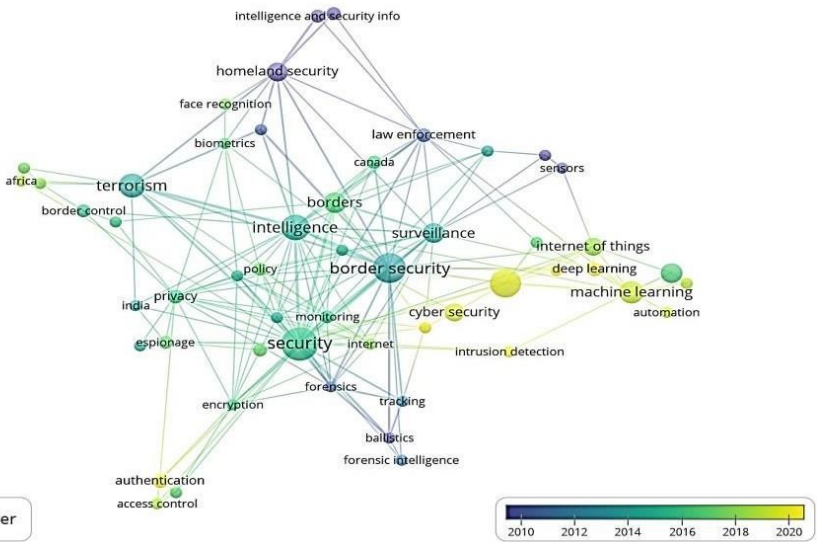 intelligence and security info
homeland security
face recognition
law enforcement
biometrics
canada
sensors
africa
terrorism
borders
border control
intelligence
surveillance
internet of things
policy
border security
deep learning
privacy
machine learning
india
cyber security
automation
monitoring
espionage
security
internet
intrusion detection
forensics
encryption
tracking
ballistics
forensic intelligence
authentication
access control
er
2010 2012 2014 2016 2018 2020